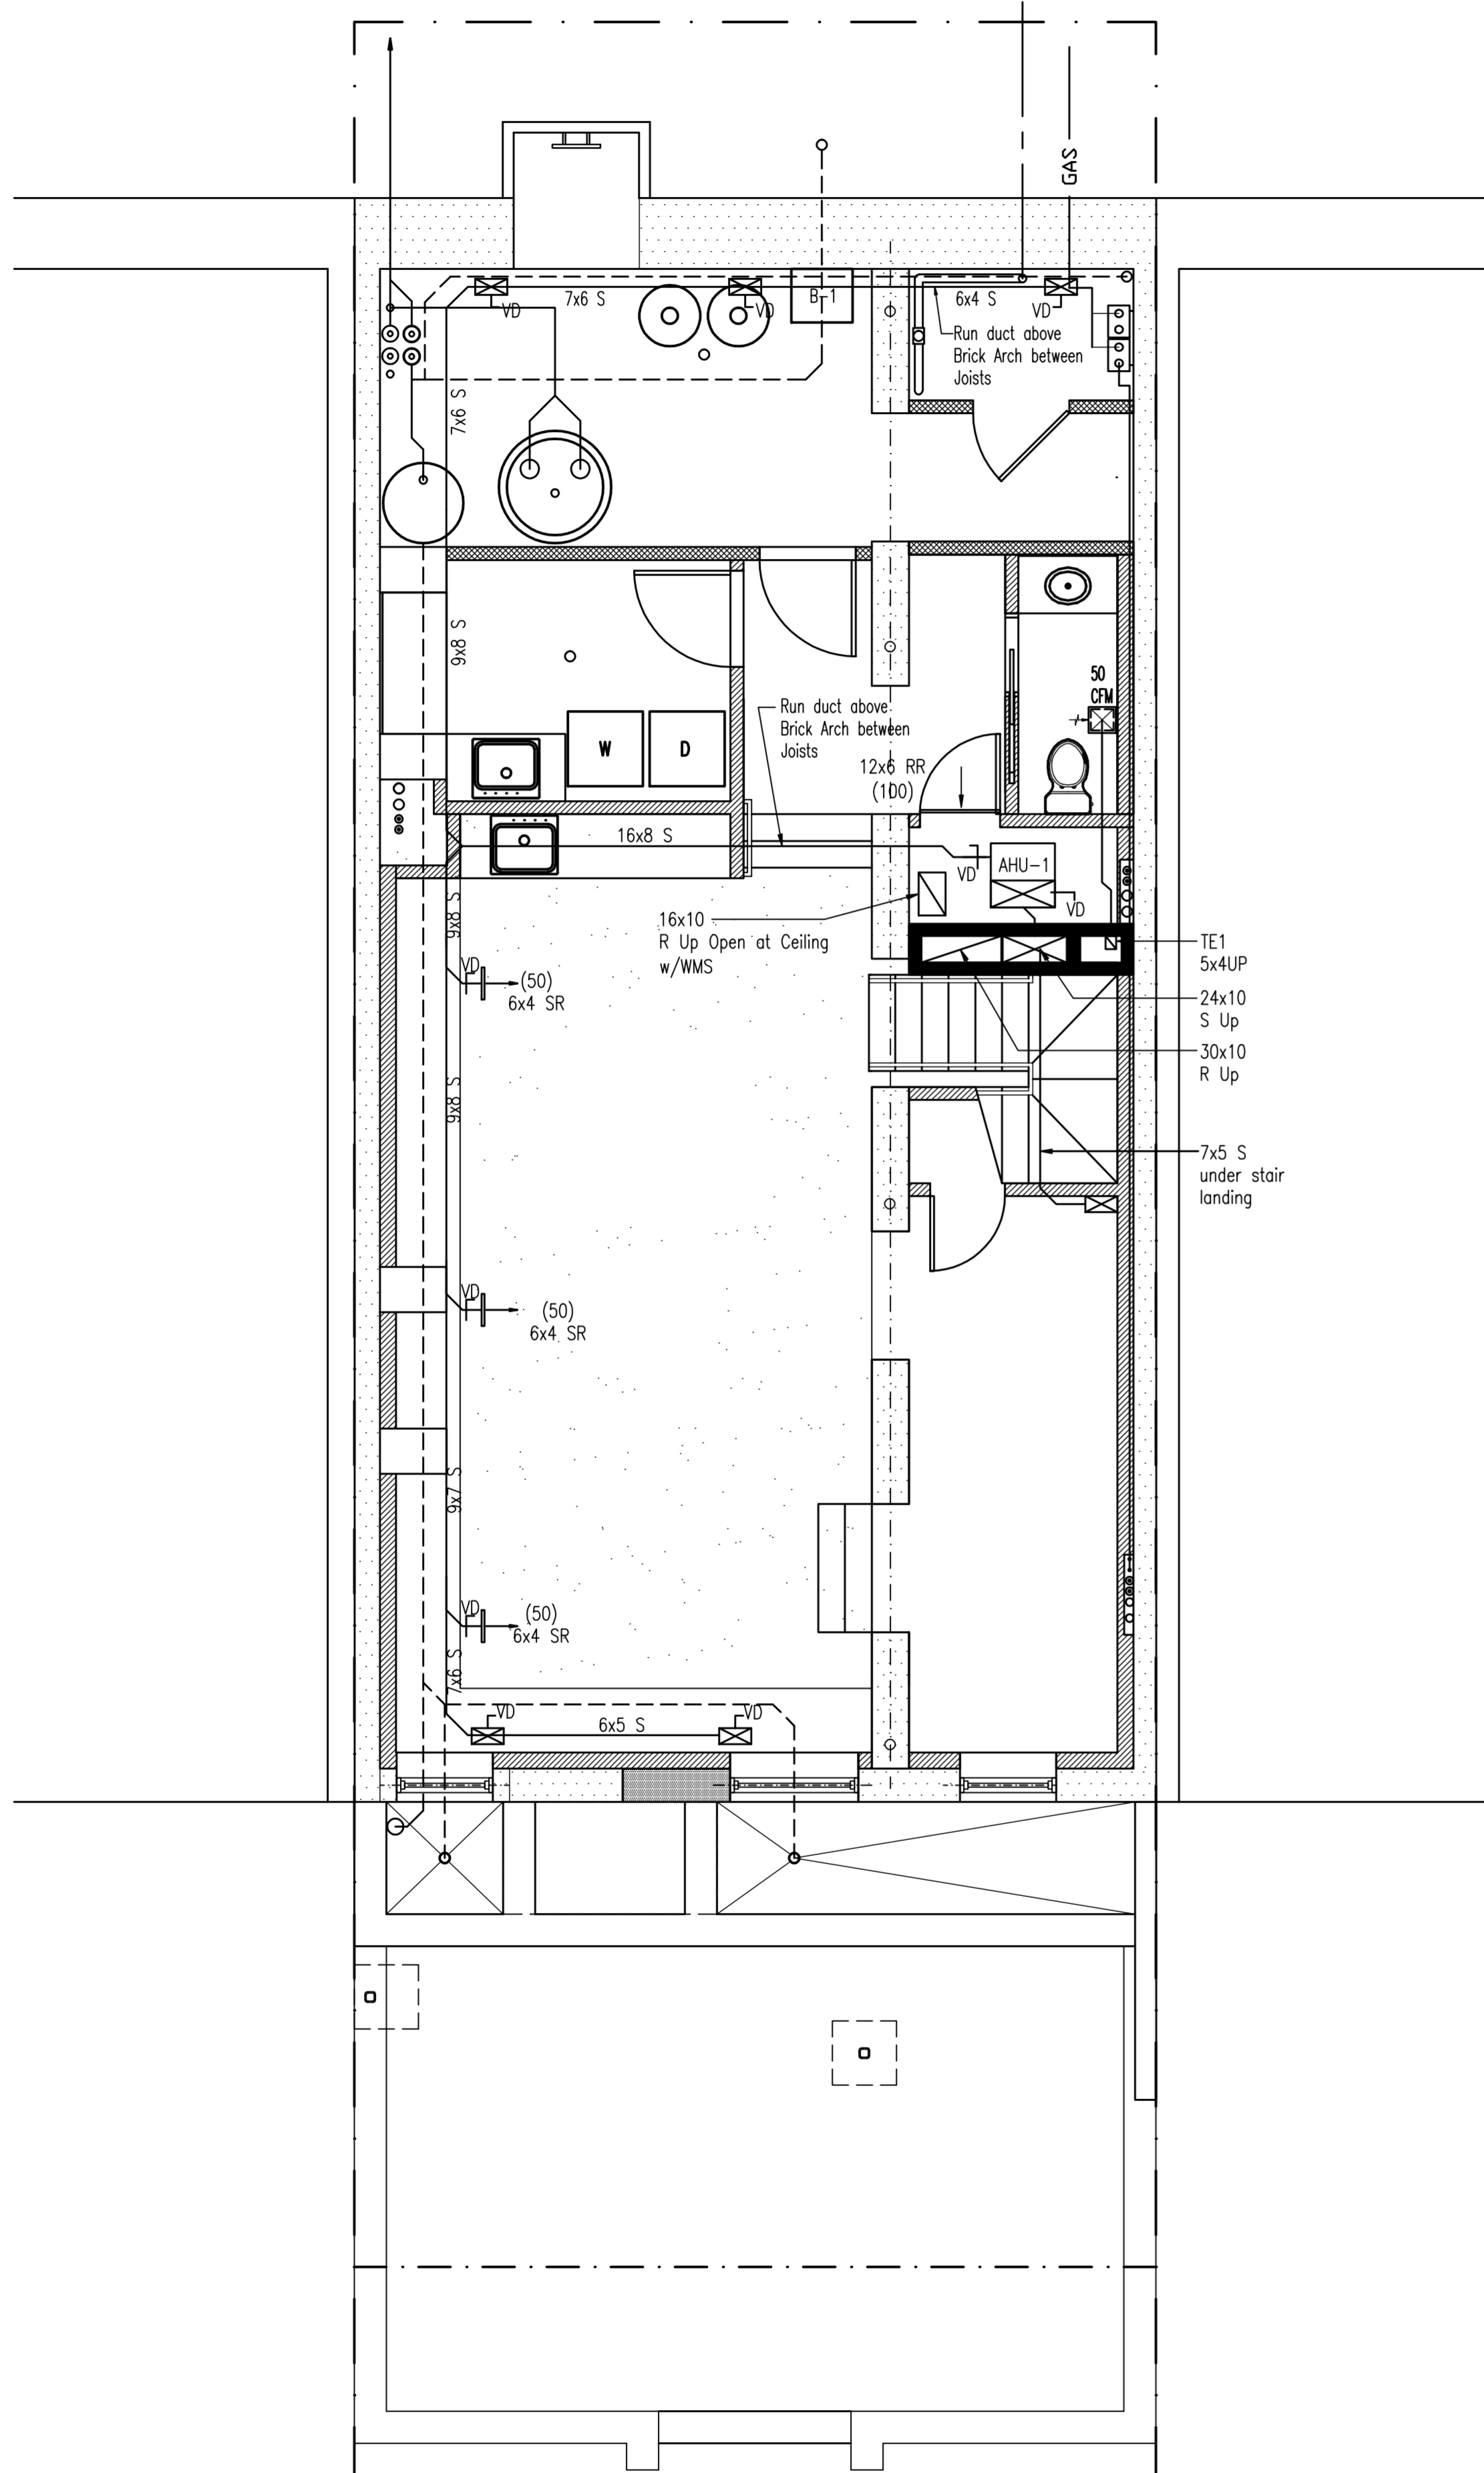 GAS
7x6 S
VD
VD
B-1
6x4 S
VD
Run duct above
Brick Arch between
Joists
7x6 S
9x8 S
50
CFM
Run duct above
Brick Arch between
Joists
W
D
12x6 RR
(100)
16x8 S
VD
AHU-1
VD
9x8 S
16x10
R Up Open at Ceiling
w/WMS
TE1
5x4UP
VD
(50)
6x4 SR
24x10
S Up
30x10
R Up
9x8 S
7x5 S
under stair
landing
VD
(50)
6x4 SR
9x7 S
VD
(50)
6x4 SR
7x6 S
VD
6x5 S
VD